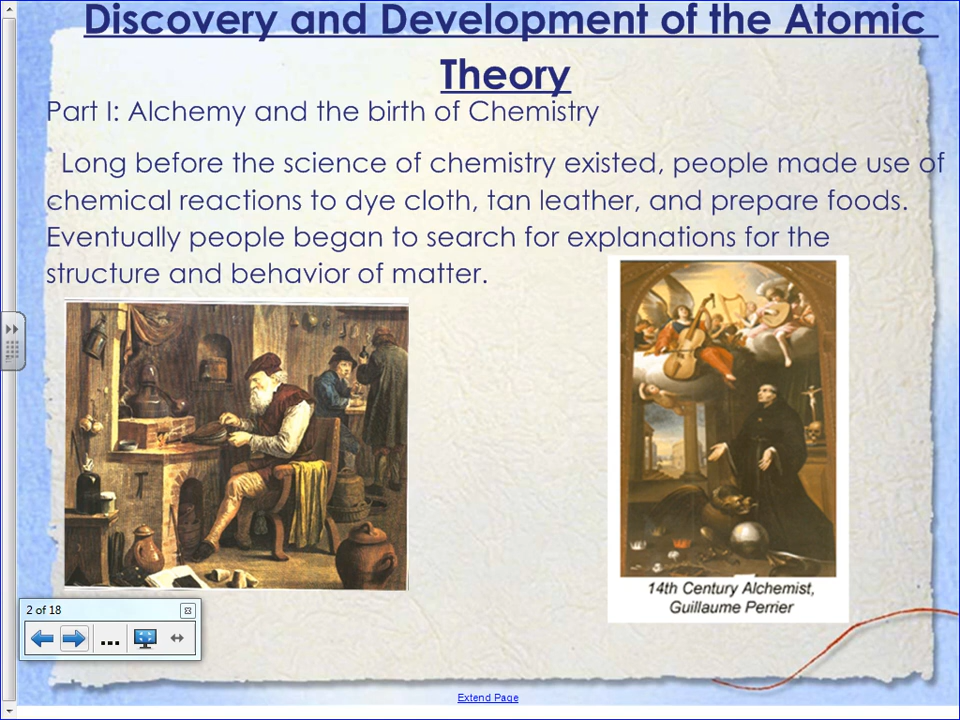 Discovery and Development of the Atomic
Theory
Part I: Alchemy and the birth of Chemistry
Long before the science of chemistry existed, people made use of
chemical reactions to dye cloth, tan leather, and prepare foods.
Eventually people began to search for explanations for the
structure and behavior of matter.
14th Century Alchemist,
Guillaume Perrier
2 of 18
Extend Page